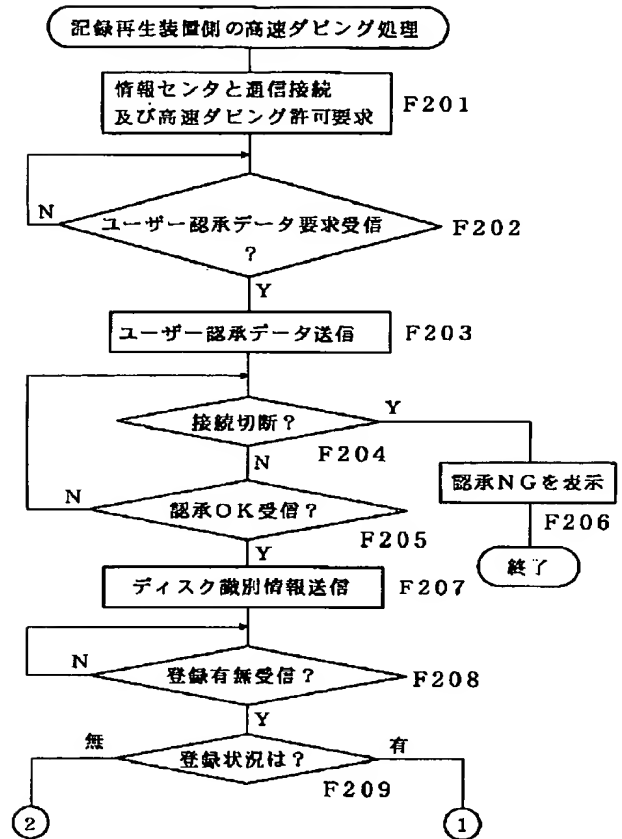 記録再生装置側の高速ダビング処理
情報センタと通信接続
及び高速ダビング許可要求
F201
N
ユーザー認承データ要求受信
?
F202
Y
ユーザー認承データ送信
F203
接続切断?
Y
F204
N
認承NGを表示
F206
N
認承OK受信?
F205
終了
Y
ディスク識別情報送信
F207
N
登録有無受信?
F208
Y
無
登録状況は?
有
F209
2
1